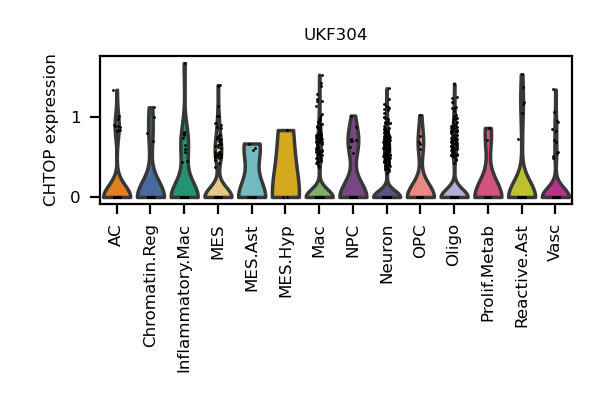 UKF304
CHTOP expression
1
0
AC
Chromatin.Reg
Inflammatory.Mac
MES
MES.Ast
MES.Hyp
Mac
NPC
Neuron
OPC
Oligo
Prolif.Metab
Reactive.Ast
Vasc